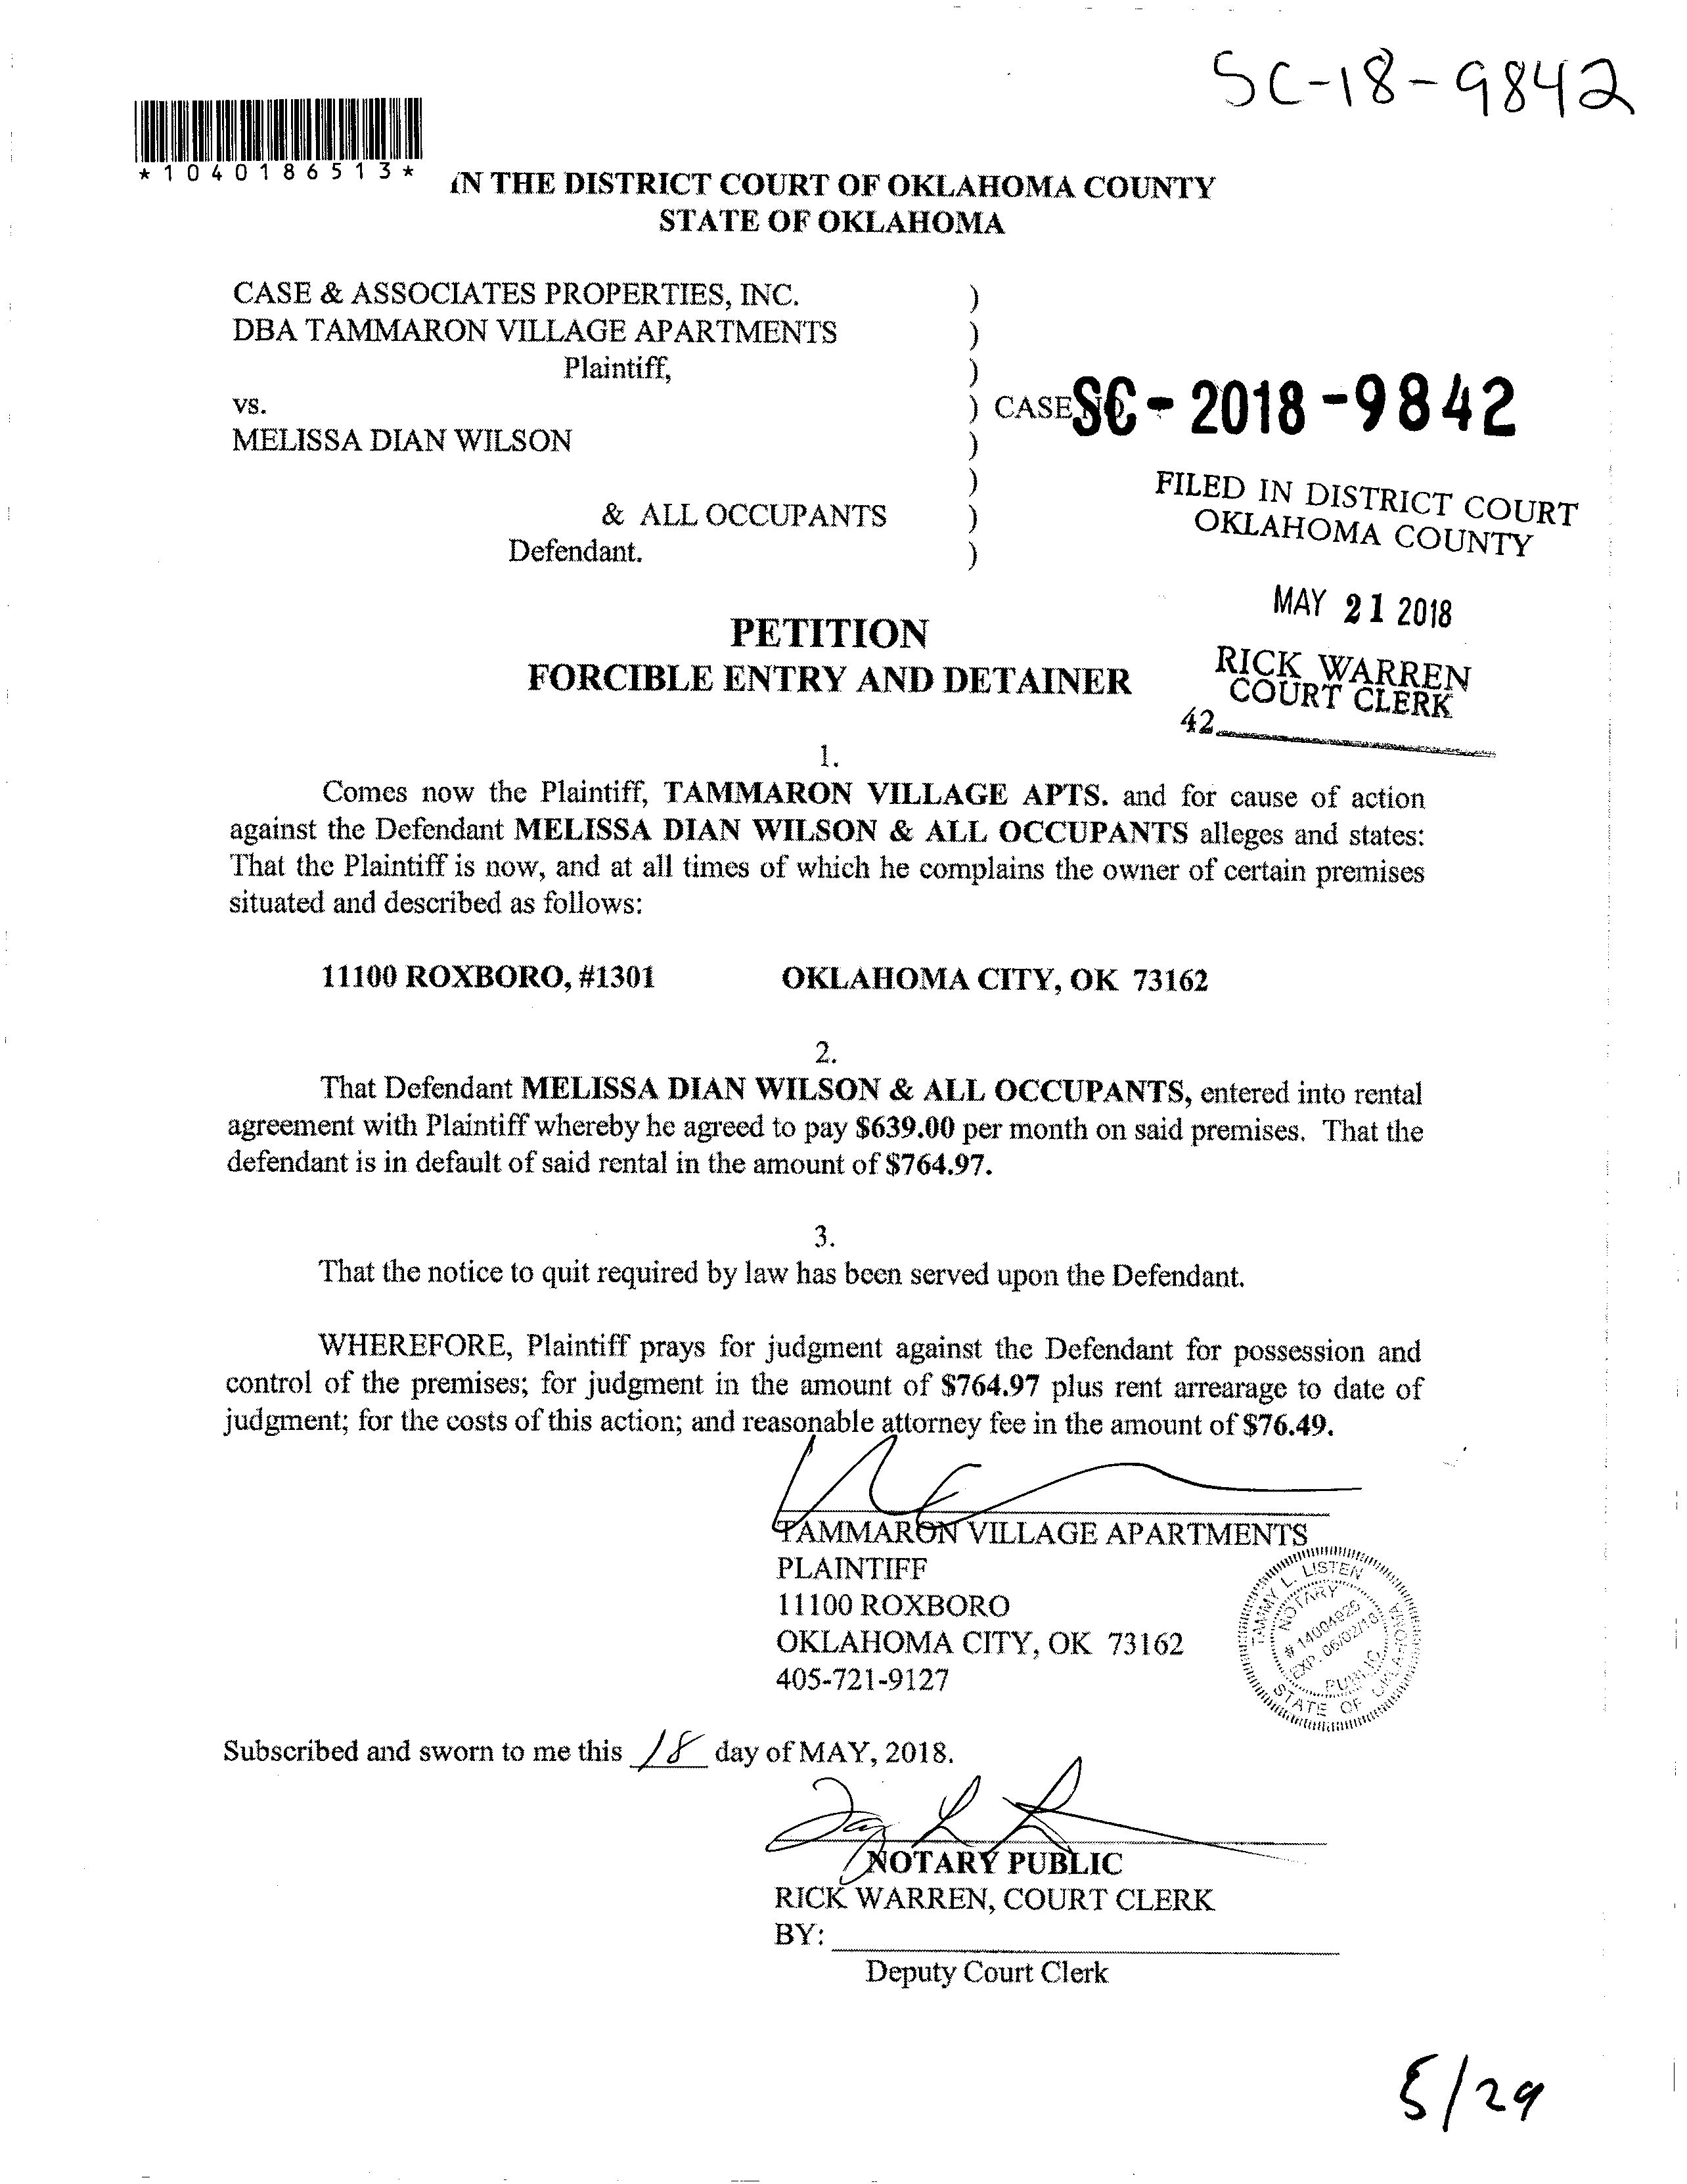 SC-18-9842
*1040186513*
IN THE DISTRICT COURT OF OKLAHOMA COUNTY
STATE OF OKLAHOMA
CASE & ASSOCIATES PROPERTIES, INC. )
DBA TAMMARON VILLAGE APARTMENTS )
Plaintiff, )
vs. ) CASE NO. SC-2018-9842
MELISSA DIAN WILSON )
)
& ALL OCCUPANTS )
Defendant. )
FILED IN DISTRICT COURT
OKLAHOMA COUNTY
MAY 21 2018
RICK WARREN
COURT CLERK
42
PETITION
FORCIBLE ENTRY AND DETAINER
1.
Comes now the Plaintiff, TAMMARON VILLAGE APTS. and for cause of action
against the Defendant MELISSA DIAN WILSON & ALL OCCUPANTS alleges and states:
That the Plaintiff is now, and at all times of which he complains the owner of certain premises
situated and described as follows:
11100 ROXBORO, #1301 OKLAHOMA CITY, OK 73162
2.
That Defendant MELISSA DIAN WILSON & ALL OCCUPANTS, entered into rental
agreement with Plaintiff whereby he agreed to pay $639.00 per month on said premises. That the
defendant is in default of said rental in the amount of $764.97.
3.
That the notice to quit required by law has been served upon the Defendant.
WHEREFORE, Plaintiff prays for judgment against the Defendant for possession and
control of the premises; for judgment in the amount of $764.97 plus rent arrearage to date of
judgment; for the costs of this action; and reasonable attorney fee in the amount of $76.49.
TAMMARON VILLAGE APARTMENTS
PLAINTIFF
11100 ROXBORO
OKLAHOMA CITY, OK 73162
405-721-9127
TAMMY L. LISTEN
NOTARY
# 14004925
EXP. 06/02/18
PUBLIC
STATE OF OKLAHOMA
Subscribed and sworn to me this 18 day of MAY, 2018.
NOTARY PUBLIC
RICK WARREN, COURT CLERK
BY:
Deputy Court Clerk
5/29